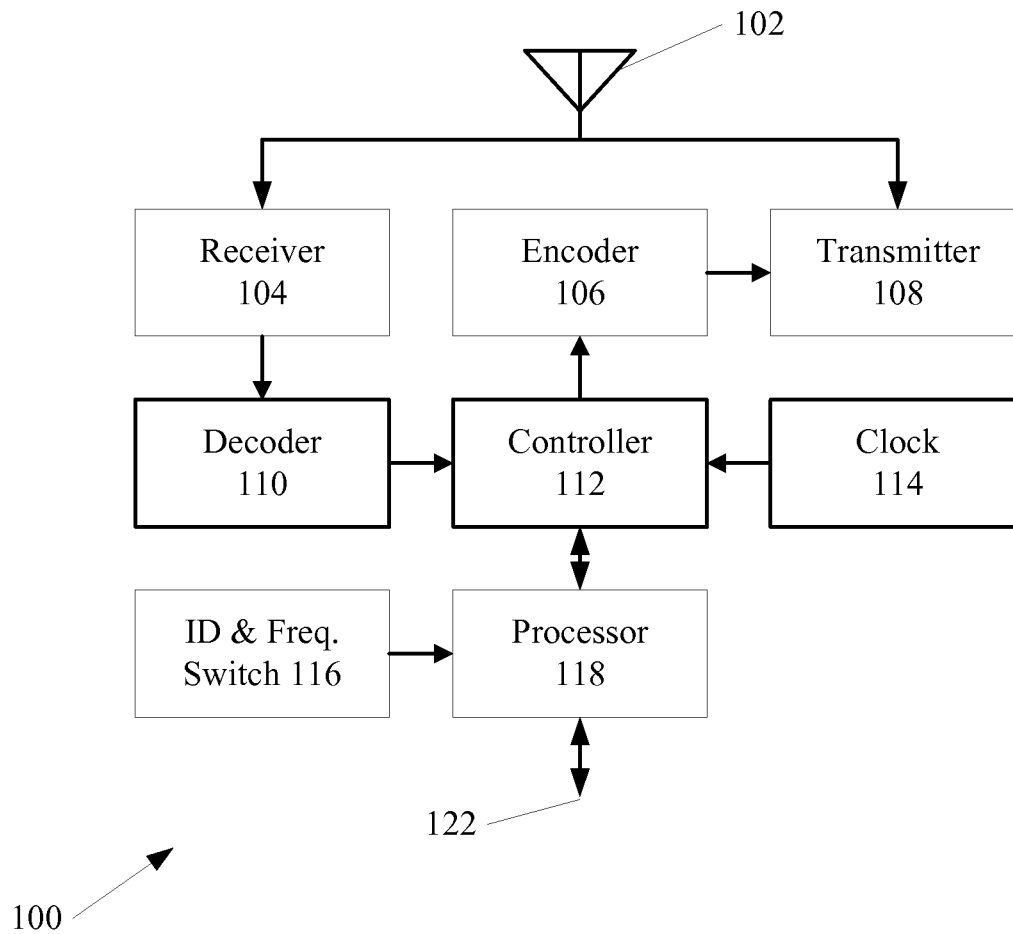 102
Receiver
104
Encoder
106
Transmitter
108
Decoder
110
Controller
112
Clock
114
ID & Freq.
Switch 116
Processor
118
122
100